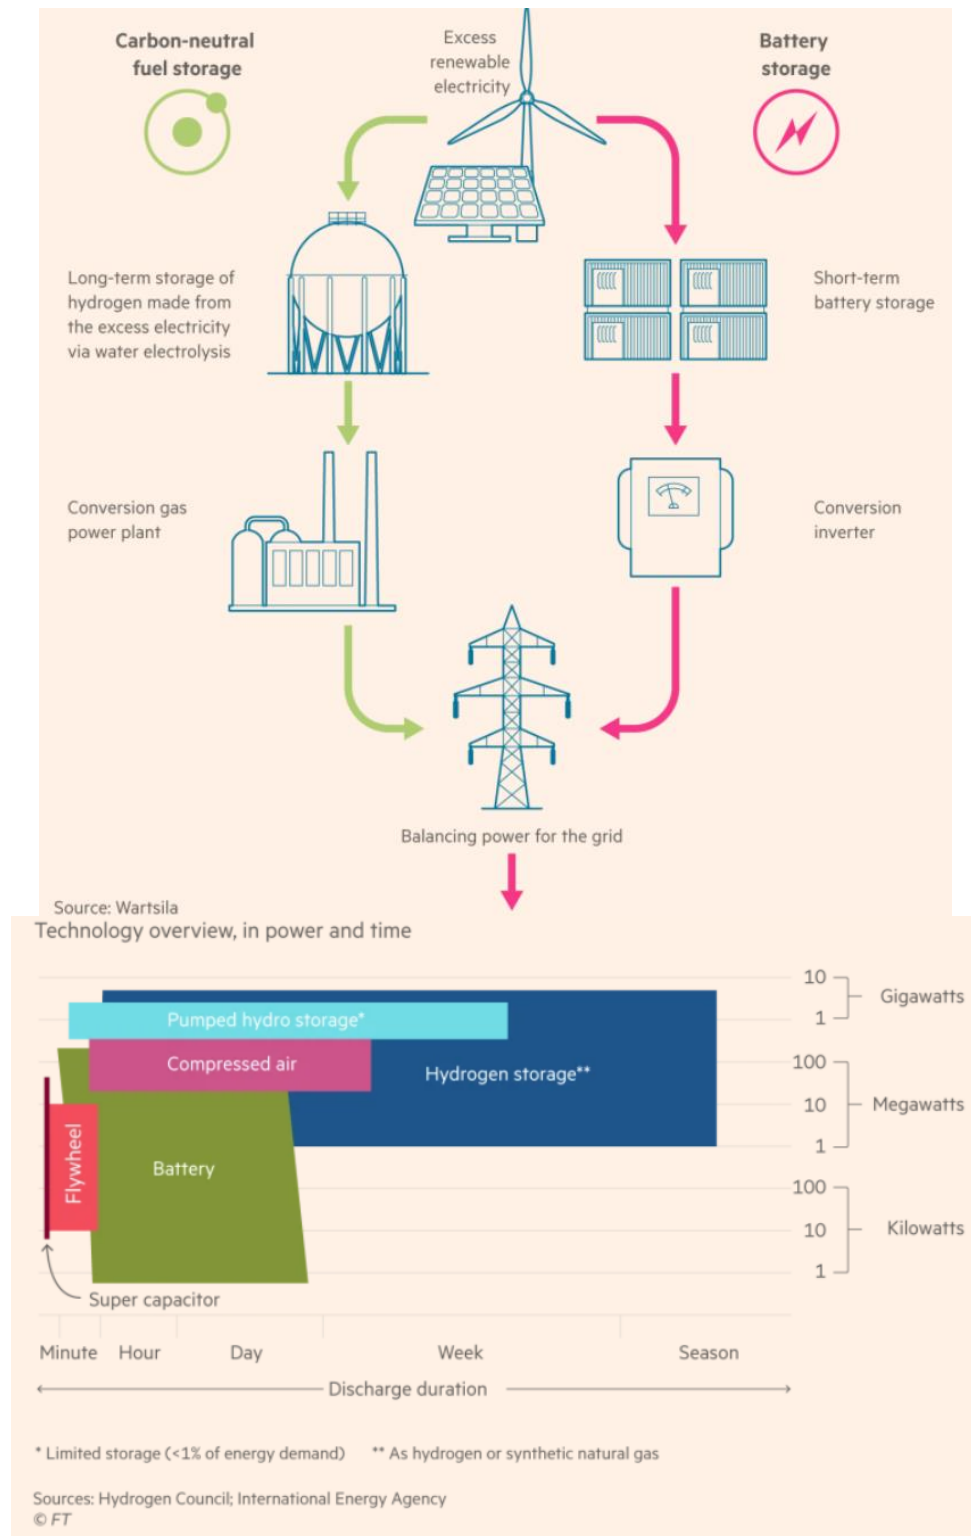 Carbon-neutral
fuel storage
Excess
renewable
electricity
Battery
storage
Long-term storage of
hydrogen made from
the excess electricity
via water electrolysis
Short-term
battery storage
Conversion gas
power plant
Conversion
inverter
Balancing power for the grid
Source: Wartsila
Technology overview, in power and time
10
Gigawatts
1
Pumped hydro storage*
Compressed air
Hydrogen storage**
100
10
Megawatts
1
Flywheel
Battery
100
10
Kilowatts
1
Super capacitor
Minute Hour Day Week Season
Discharge duration
* Limited storage (<1% of energy demand) ** As hydrogen or synthetic natural gas
Sources: Hydrogen Council; International Energy Agency
© FT